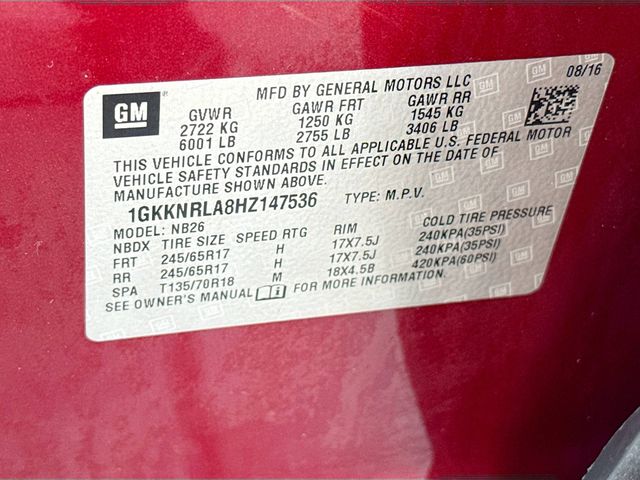 MFD BY GENERAL MOTORS LLC 08/16
GM
GVWR GAWR FRT GAWR RR
2722 KG 1250 KG 1545 KG
6001 LB 2755 LB 3406 LB
THIS VEHICLE CONFORMS TO ALL APPLICABLE U.S. FEDERAL MOTOR
VEHICLE SAFETY STANDARDS IN EFFECT ON THE DATE OF
MANUFACTURE SHOWN ABOVE.
1GKKNRLA8HZ147536 TYPE: M.P.V.
MODEL: NB26
NBDX TIRE SIZE SPEED RTG RIM COLD TIRE PRESSURE
FRT 245/65R17 H 17X7.5J 240KPA(35PSI)
RR 245/65R17 H 17X7.5J 240KPA(35PSI)
SPA T135/70R18 M 18X4.5B 420KPA(60PSI)
SEE OWNER'S MANUAL FOR MORE INFORMATION.